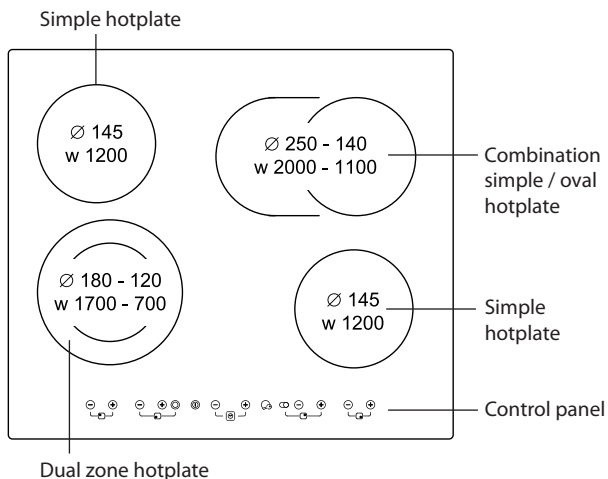 Simple hotplate
Ø 145
w 1200
Ø 250 - 140
w 2000 - 1100
Combination
simple / oval
hotplate
Ø 180 - 120
w 1700 - 700
Ø 145
w 1200
Simple
hotplate
Control panel
Dual zone hotplate